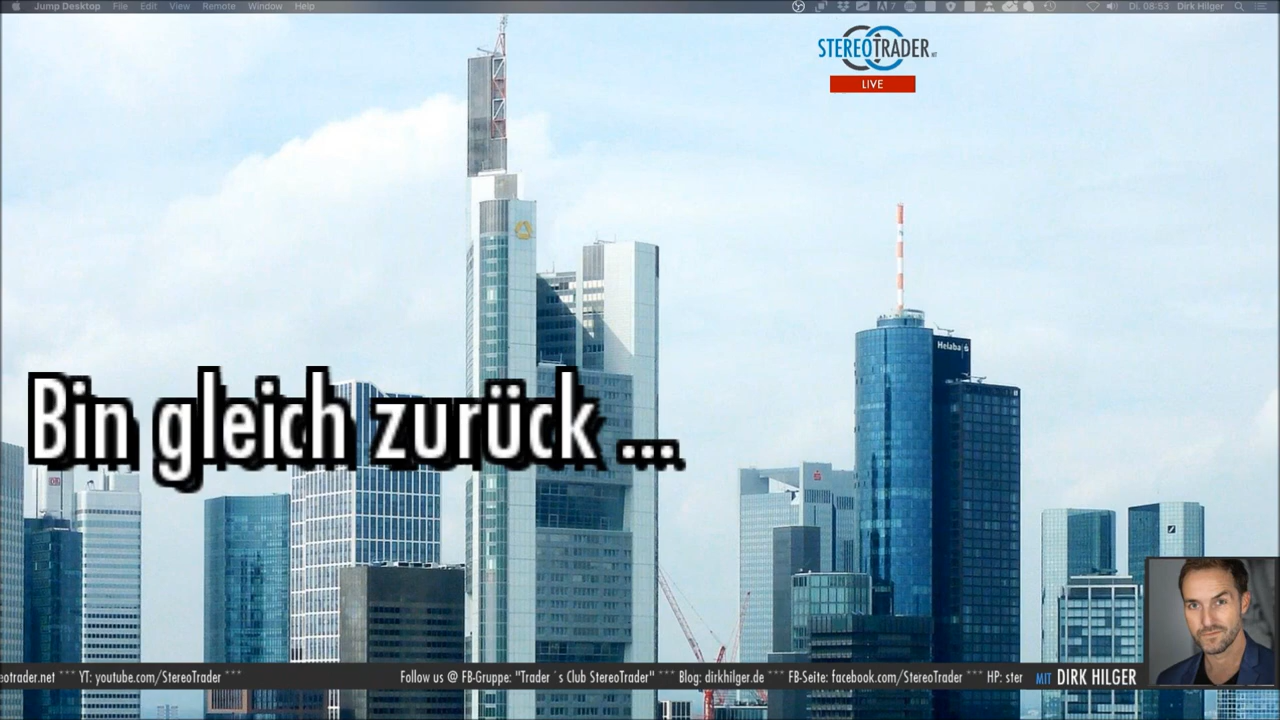 Jump Desktop File Edit View Remote Window Help
7 Di. 08:53 Dirk Hilger
STEREOTRADER
LIVE
Helaba
Bin gleich zurück ...
DB
eotrader.net *** YT: youtube.com/StereoTrader ***
Follow us @ FB-Gruppe: "Trader´s Club StereoTrader" *** Blog: dirkhilger.de *** FB-Seite: facebook.com/StereoTrader *** HP: ster
MIT DIRK HILGER